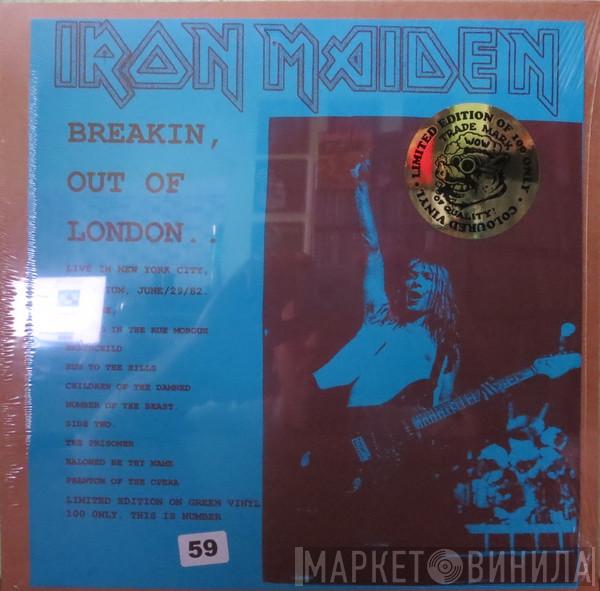 IRON MAIDEN
BREAKIN,
OUT OF
LONDON..
LIVE IN NEW YORK CITY,
IUM, JUNE/29/82.
E,
S IN THE RUE MORGUE
WRATHCHILD
RUN TO THE HILLS
CHILDREN OF THE DAMNED
NUMBER OF THE BEAST.
SIDE TWO.
THE PRISONER
HALOWED BE THY NAME
PHANTOM OF THE OPERA
LIMITED EDITION ON GREEN VINYL
100 ONLY. THIS IS NUMBER
59
LIMITED EDITION OF 100 ONLY • COLOURED VINYL •
TRADE MARK
WOW
OF QUALITY!
МАРКЕТ ВИНИЛА